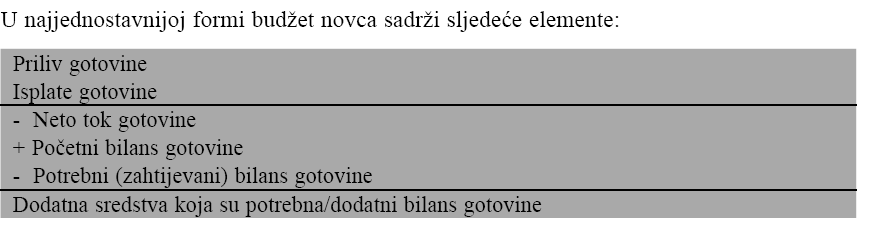 U najjednostavnijoj formi budžet novca sadrži sljedeće elemente:
Priliv gotovine
Isplate gotovine
- Neto tok gotovine
+ Početni bilans gotovine
- Potrebni (zahtijevani) bilans gotovine
Dodatna sredstva koja su potrebna/dodatni bilans gotovine